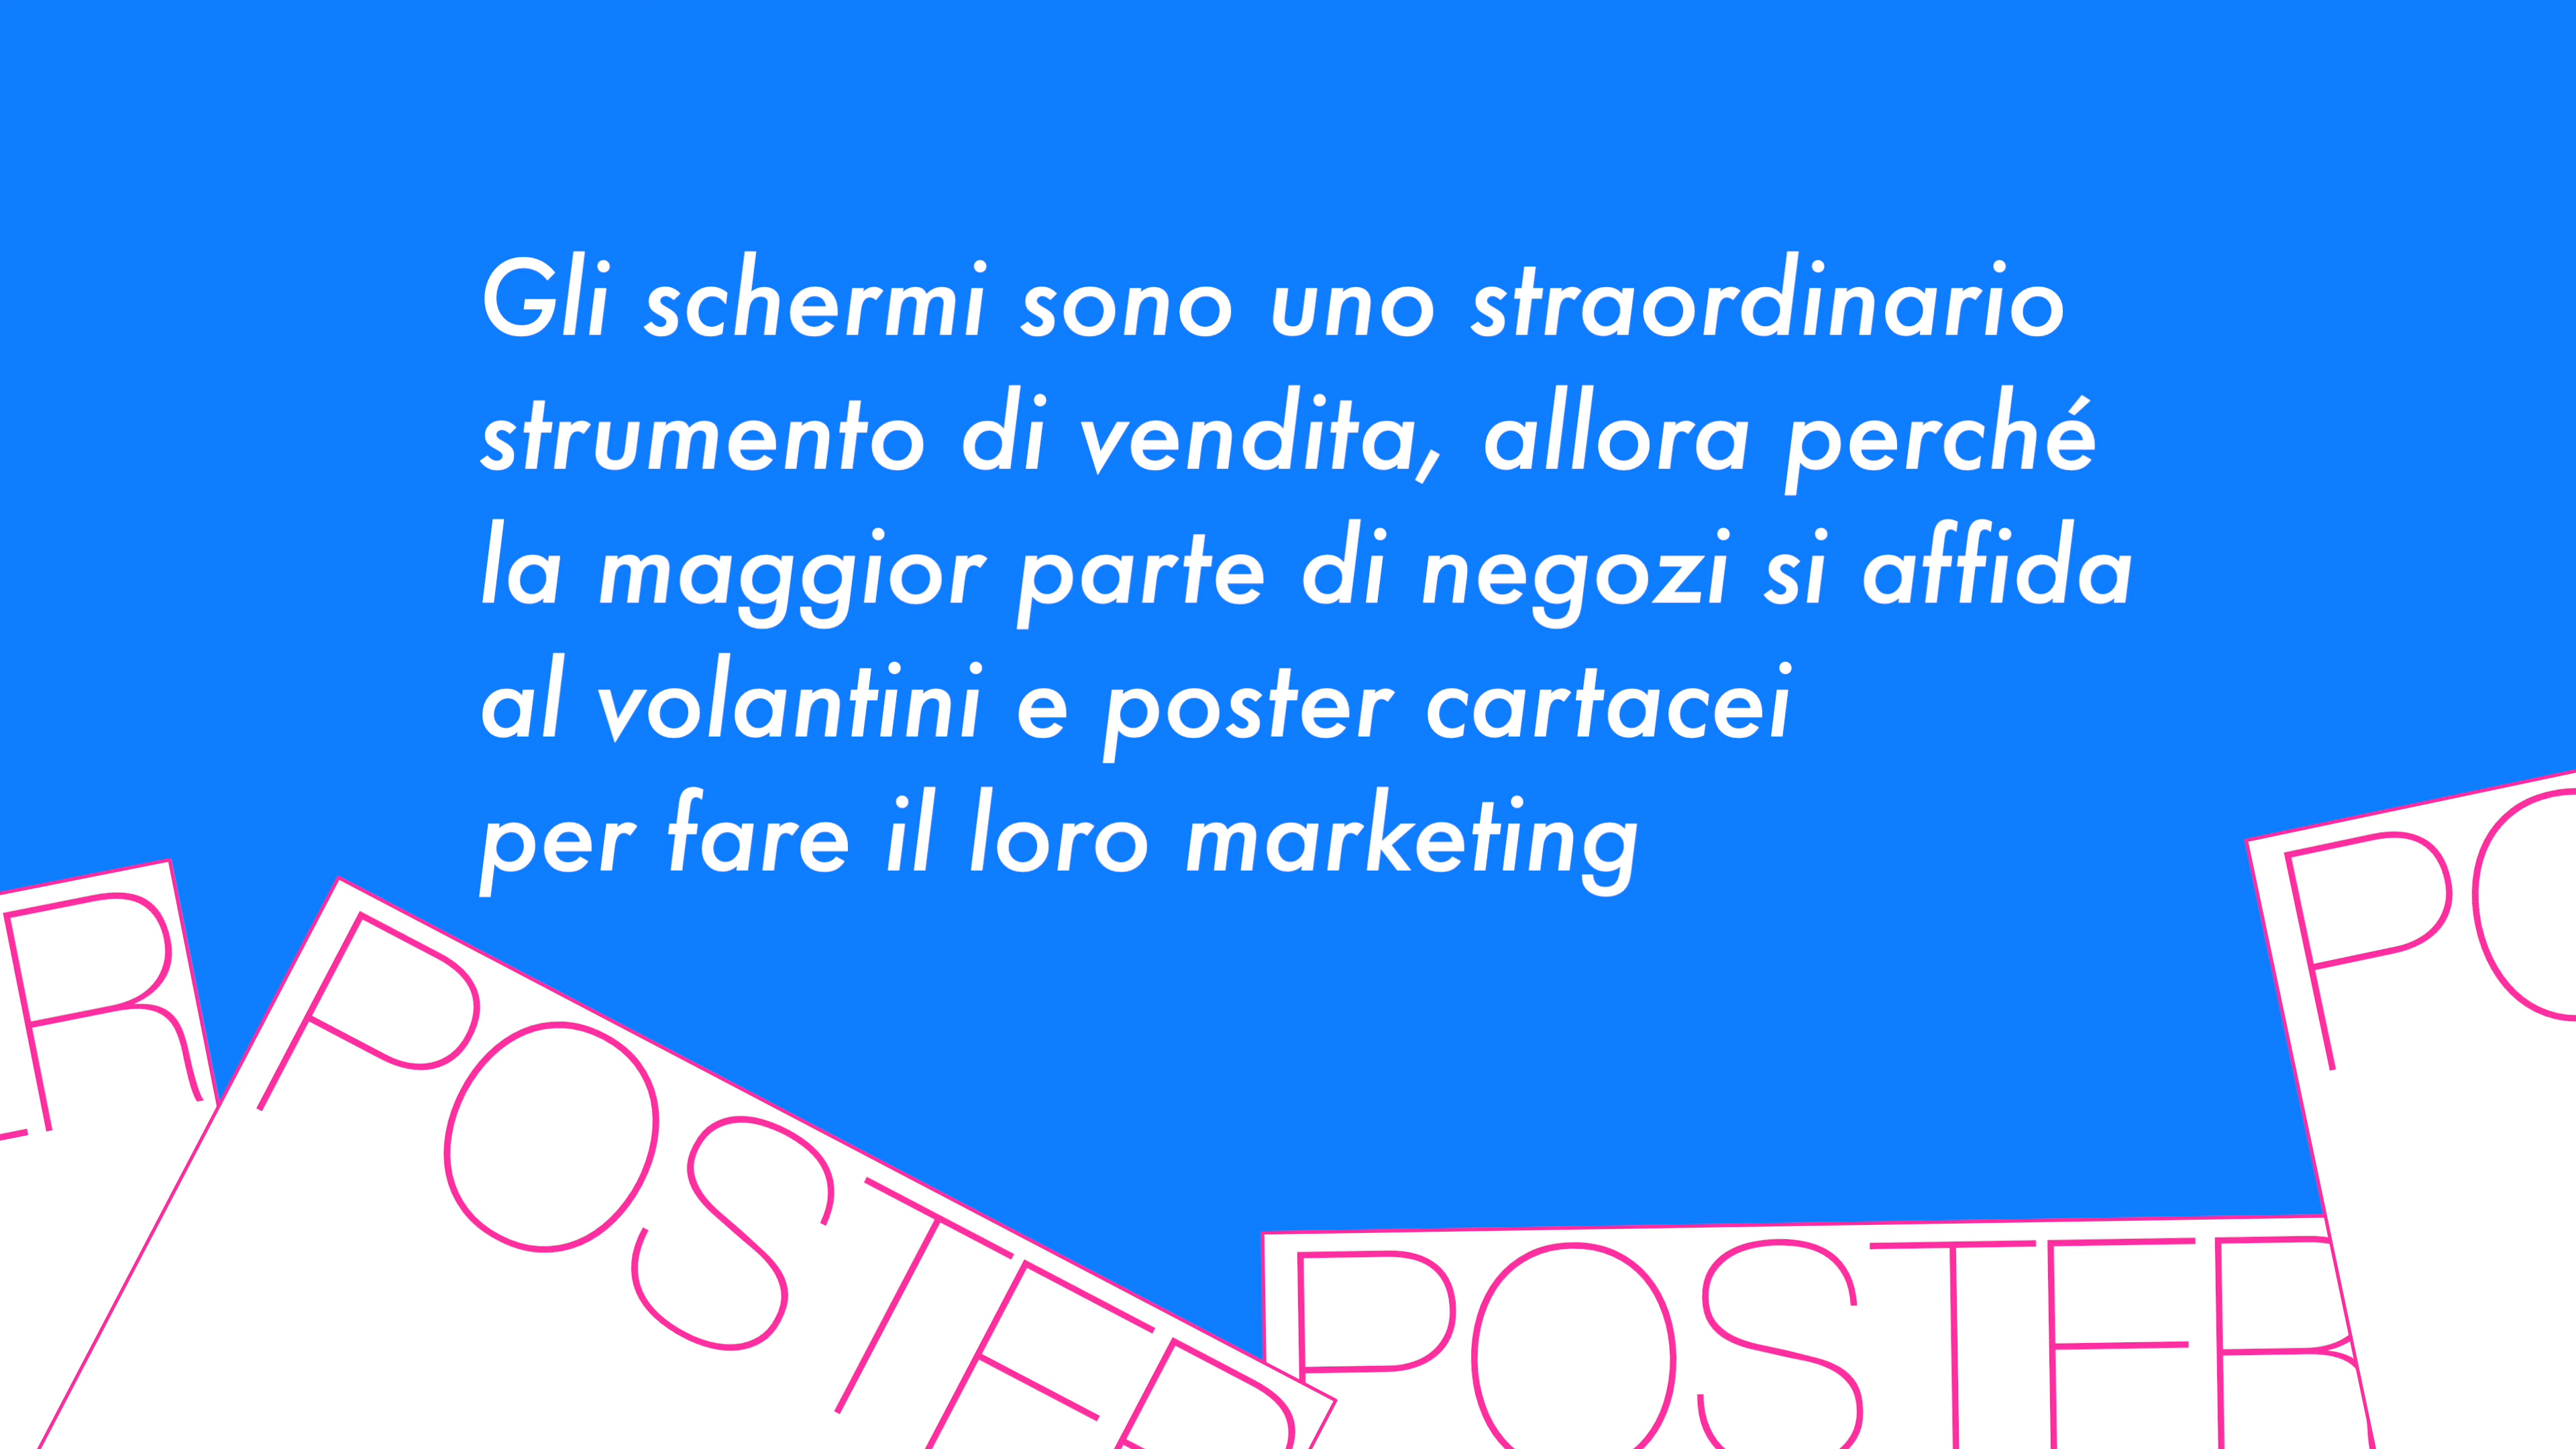 Gli schermi sono uno straordinario
strumento di vendita, allora perché
la maggior parte di negozi si affida
al volantini e poster cartacei
per fare il loro marketing
R
POSTER
POSTER
PO